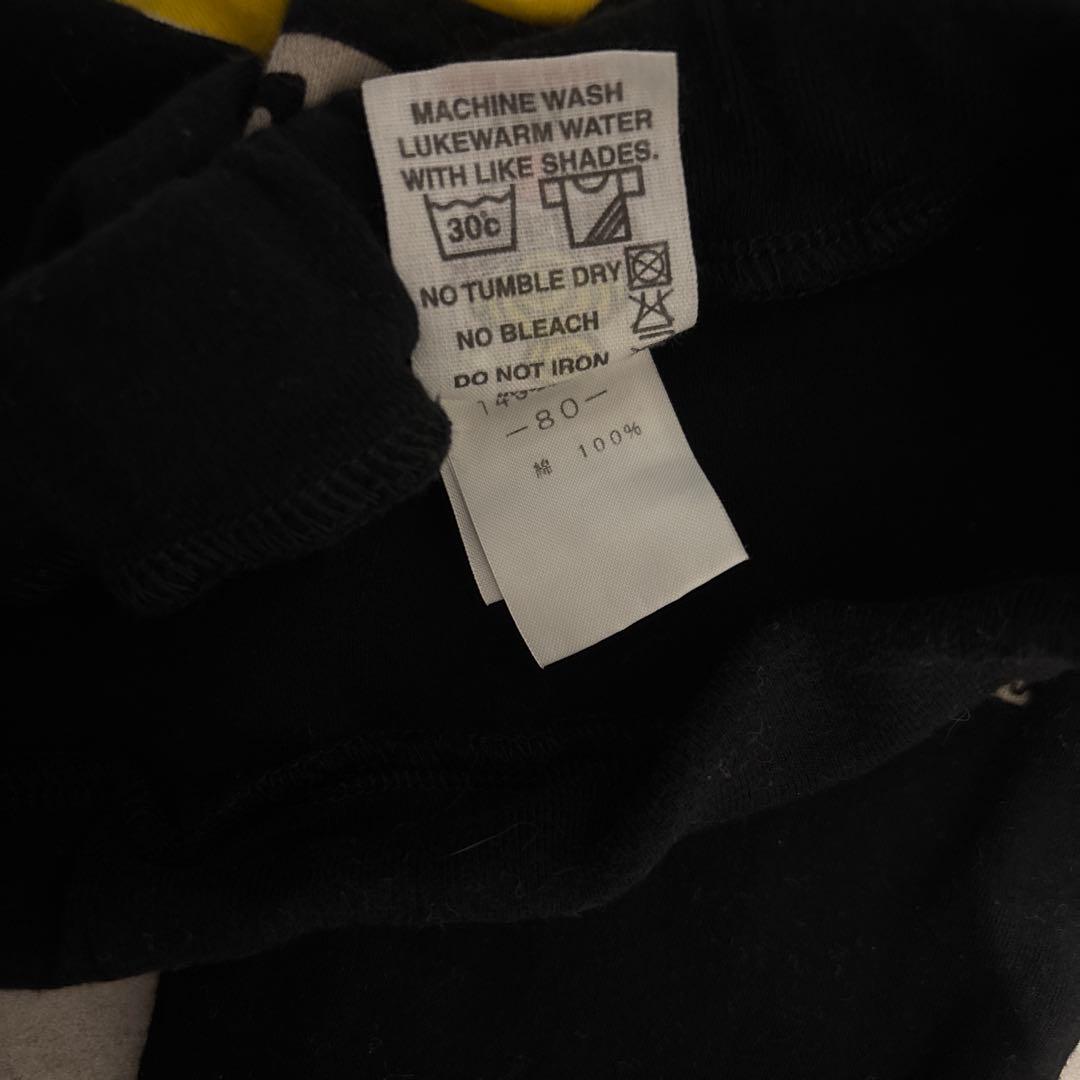 MACHINE WASH
LUKEWARM WATER
WITH LIKE SHADES.
30°c
NO TUMBLE DRY
NO BLEACH
DO NOT IRON
—80—
綿 100%